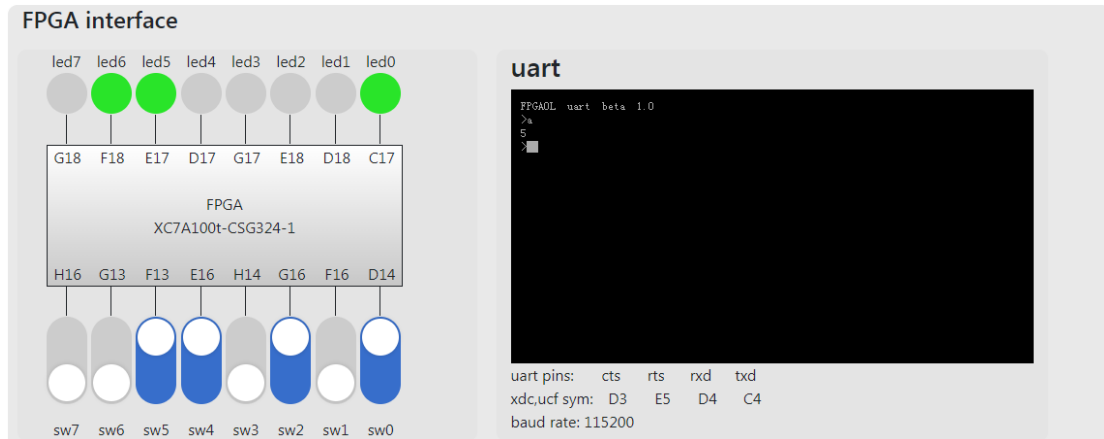 FPGA interface
led7 led6 led5 led4 led3 led2 led1 led0
G18 F18 E17 D17 G17 E18 D18 C17
FPGA
XC7A100t-CSG324-1
H16 G13 F13 E16 H14 G16 F16 D14
sw7 sw6 sw5 sw4 sw3 sw2 sw1 sw0
uart
FPGAOL uart beta 1.0
>a
5
>
uart pins: cts rts rxd txd
xdc,ucf sym: D3 E5 D4 C4
baud rate: 115200